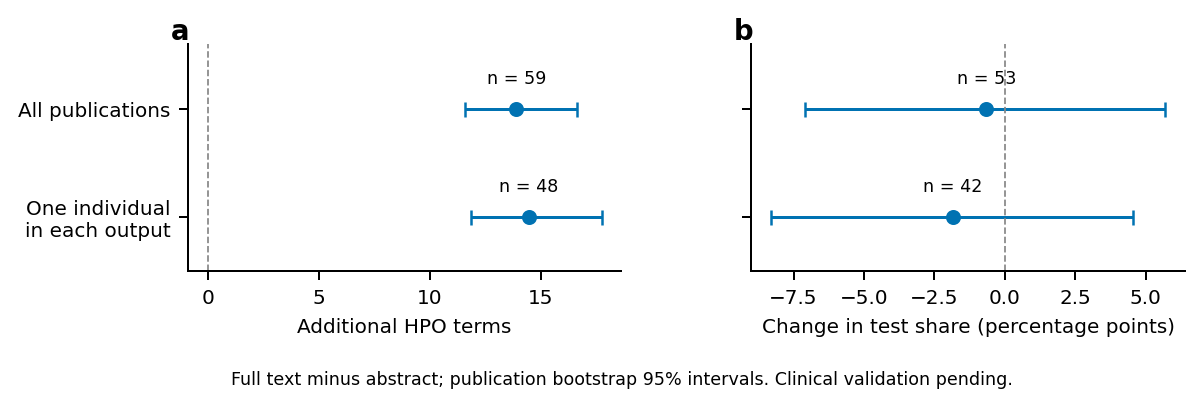 a
b
n = 59
n = 53
All publications
n = 48
n = 42
One individual
in each output
0
5
10
15
−7.5
−5.0
−2.5
0.0
2.5
5.0
Additional HPO terms
Change in test share (percentage points)
Full text minus abstract; publication bootstrap 95% intervals. Clinical validation pending.